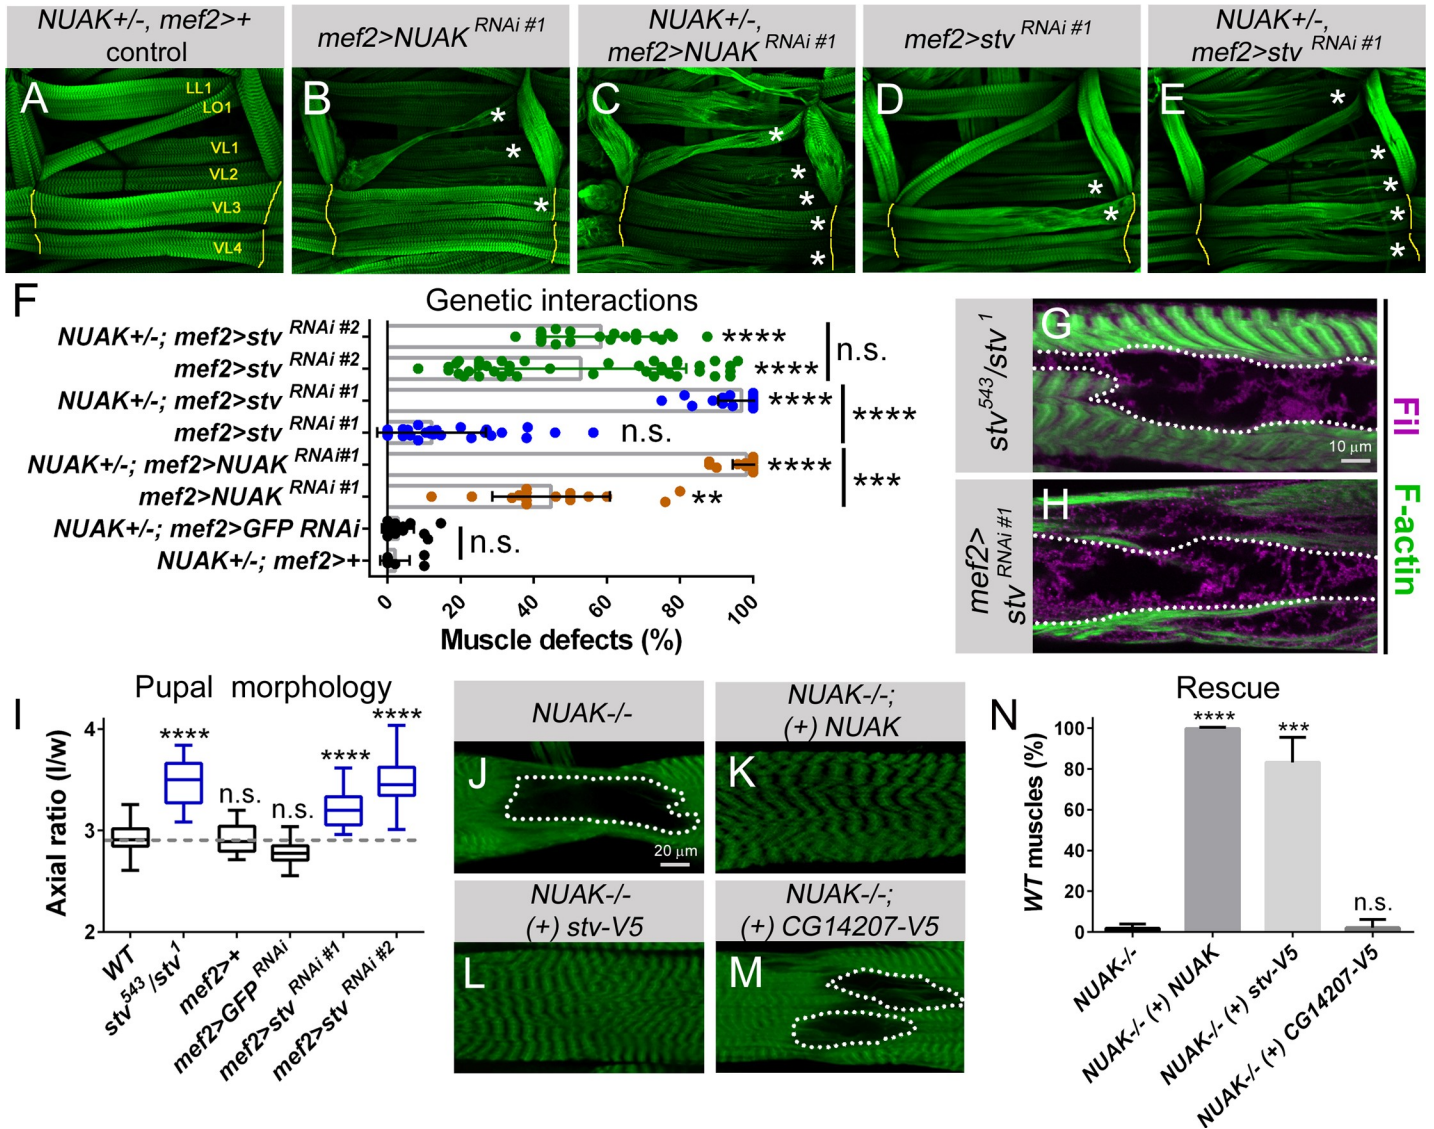 NUAK+/-, mef2>+
control
mef2>NUAK RNAi #1
NUAK+/-,
mef2>NUAK RNAi #1
mef2>stv RNAi #1
NUAK+/-,
mef2>stv RNAi #1
A
LL1
LO1
VL1
VL2
VL3
VL4
B
*
*
*
C
*
*
*
*
*
D
*
*
E
*
*
*
*
*
F
Genetic interactions
NUAK+/-; mef2>stv RNAi #2
****
mef2>stv RNAi #2
****
n.s.
NUAK+/-; mef2>stv RNAi #1
****
mef2>stv RNAi #1
n.s.
****
NUAK+/-; mef2>NUAK RNAi#1
****
mef2>NUAK RNAi #1
**
***
NUAK+/-; mef2>GFP RNAi
NUAK+/-; mef2>+
n.s.
0 20 40 60 80 100
Muscle defects (%)
G
stv543/stv1
10 μm
H
mef2>
stv RNAi #1
Fil
F-actin
I
Pupal morphology
Axial ratio (l/w)
4
3
2
****
n.s.
n.s.
****
****
WT
stv543/stv1
mef2>+
mef2>GFP RNAi
mef2>stv RNAi #1
mef2>stv RNAi #2
NUAK-/-
J
20 μm
NUAK-/-;
(+) NUAK
K
NUAK-/-
(+) stv-V5
L
NUAK-/-;
(+) CG14207-V5
M
N
Rescue
WT muscles (%)
100
80
60
40
20
0
****
***
n.s.
NUAK-/-
NUAK-/- (+) NUAK
NUAK-/- (+) stv-V5
NUAK-/- (+) CG14207-V5